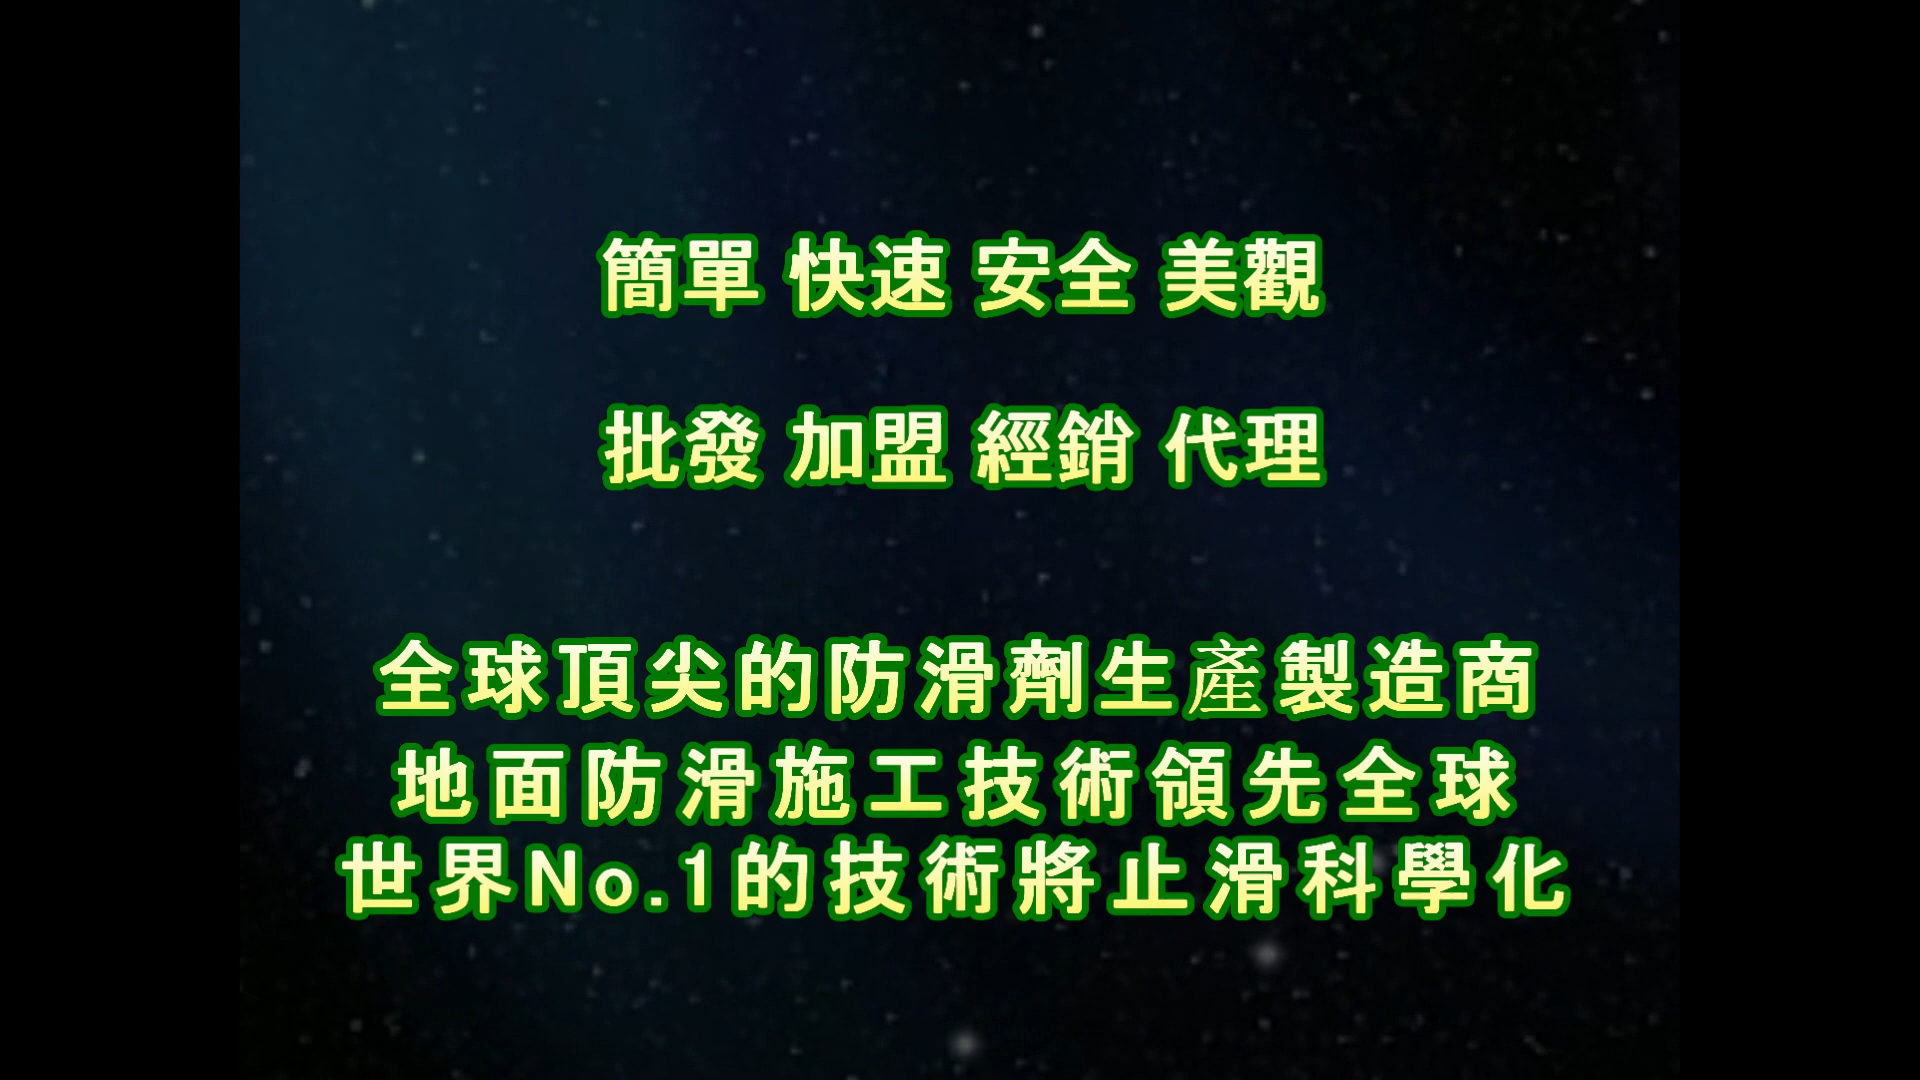 簡單 快速 安全 美觀
批發 加盟 經銷 代理
全球頂尖的防滑劑生產製造商
地面防滑施工技術領先全球
世界No.1的技術將止滑科學化